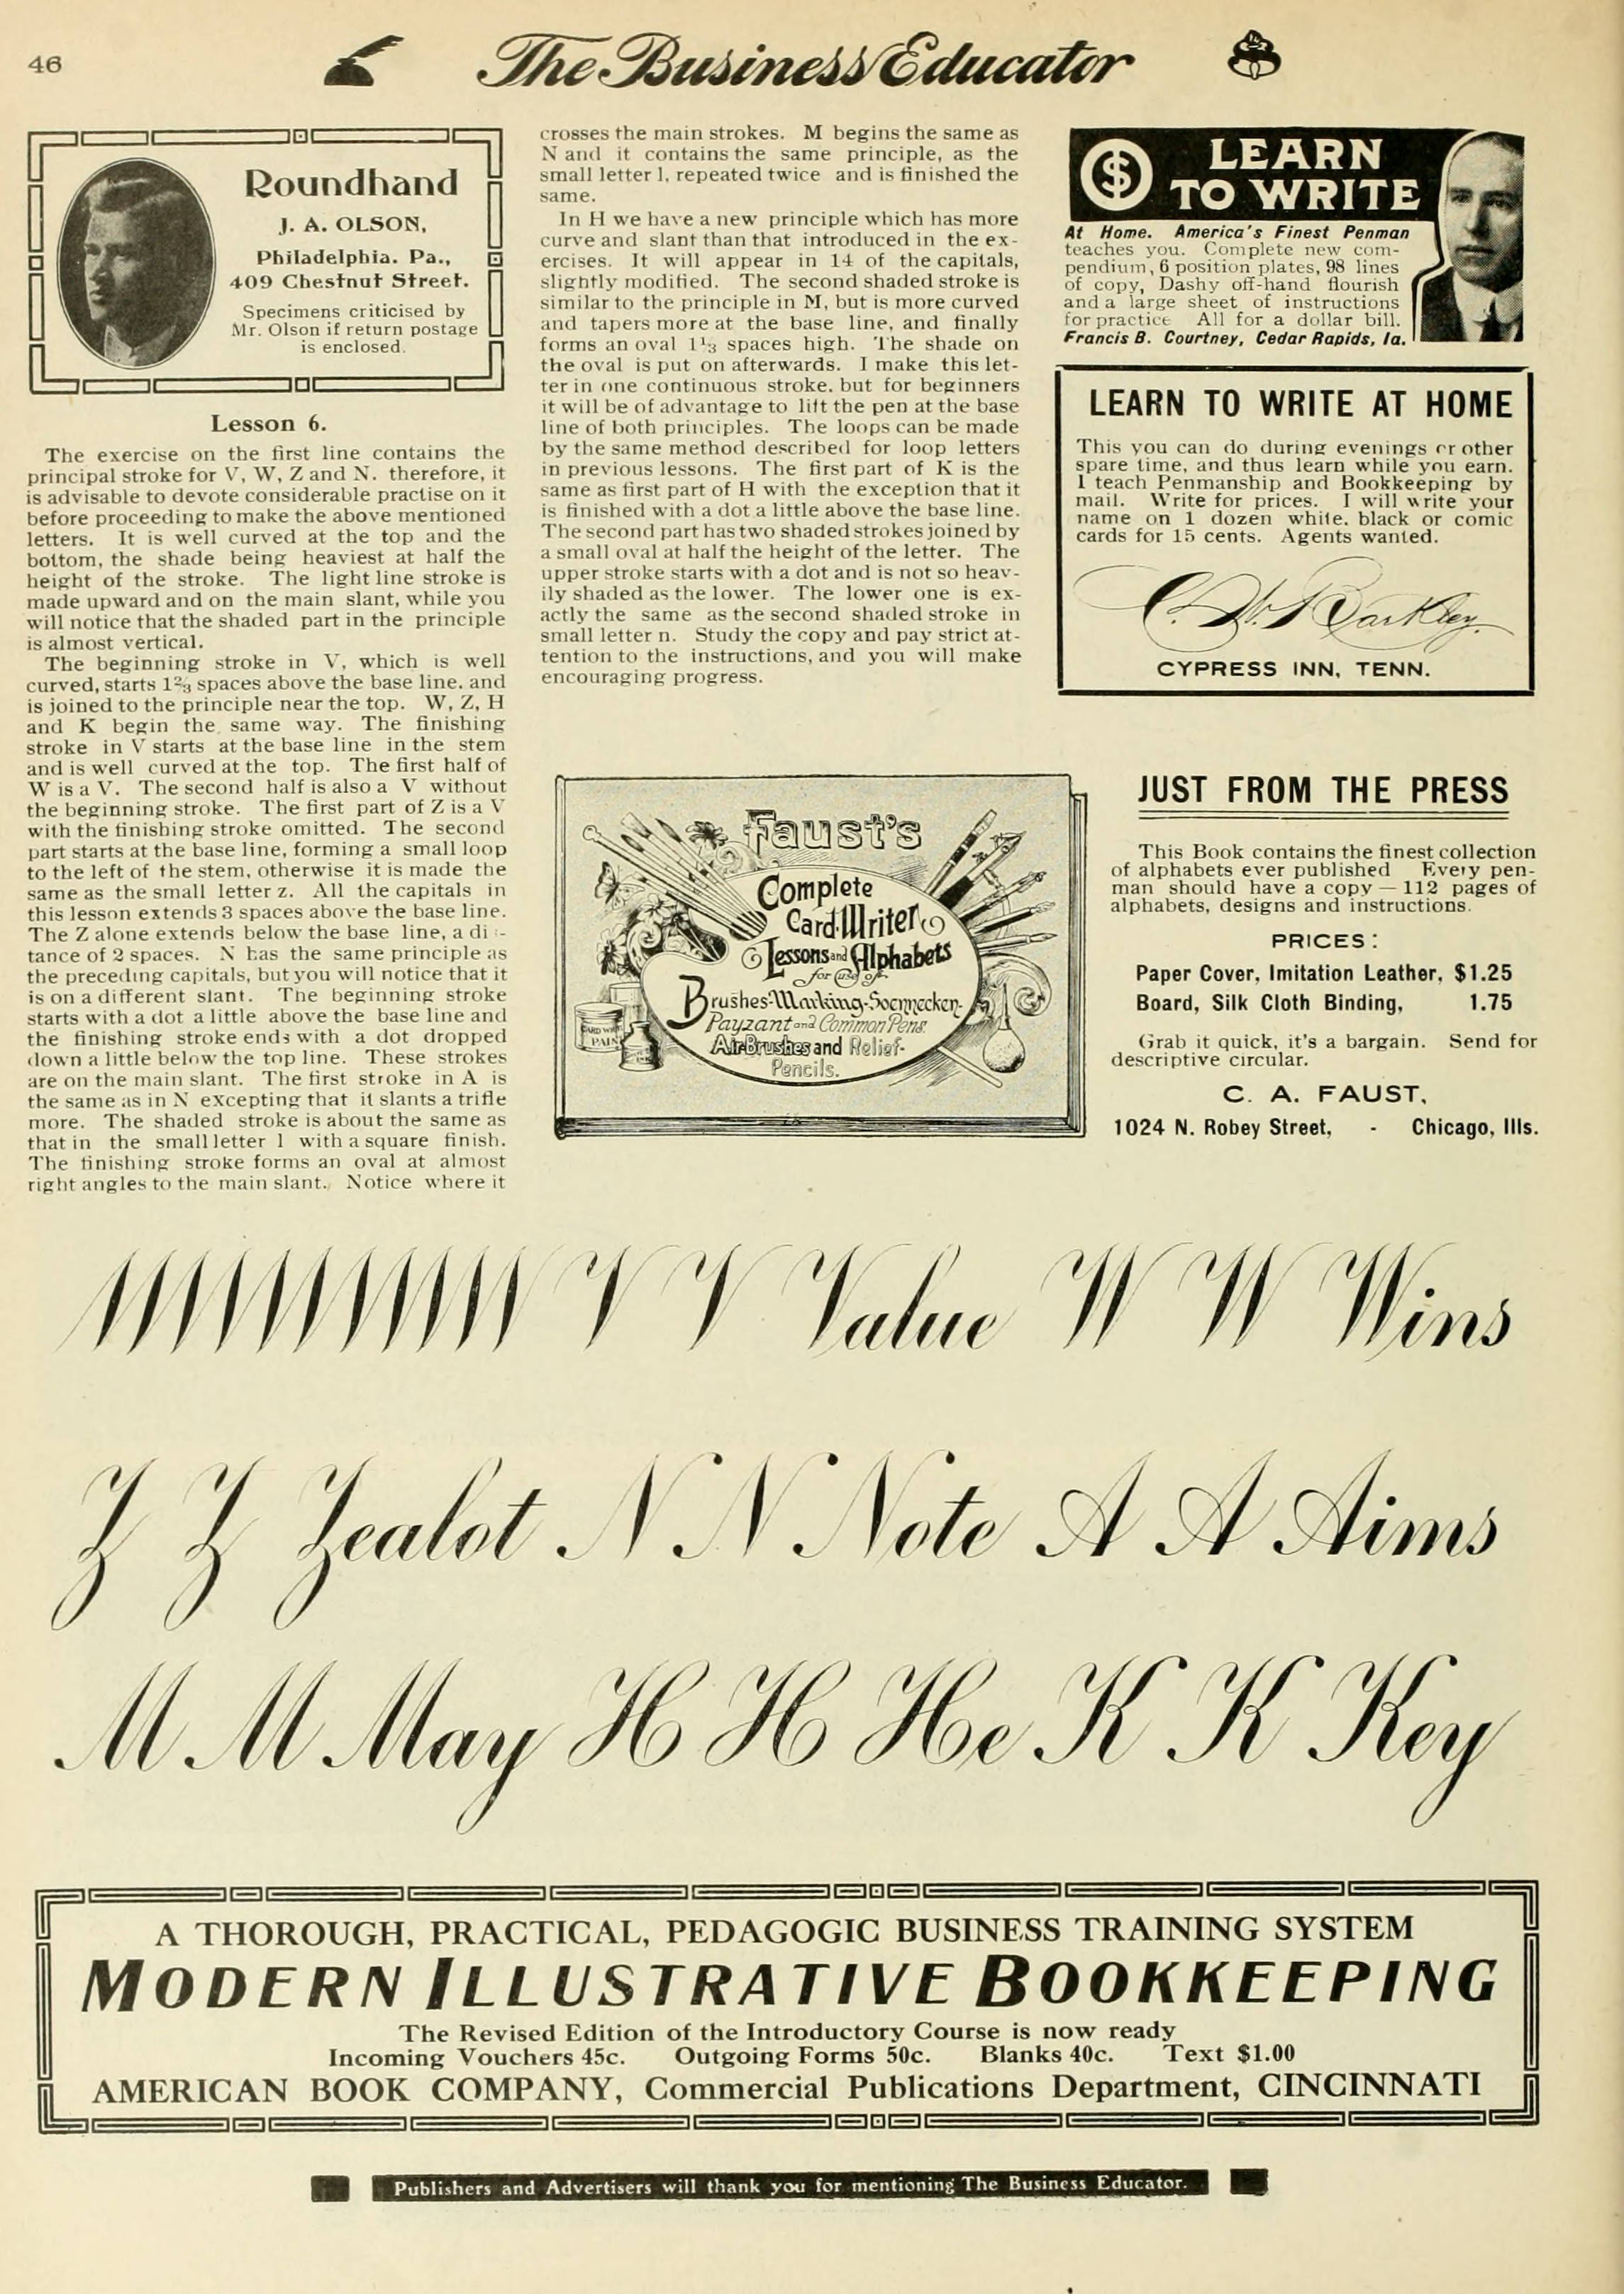 46
The Business Educator
Roundhand
J. A. OLSON,
Philadelphia. Pa.,
409 Chestnut Street.
Specimens criticised by
Mr. Olson if return postage
is enclosed.
Lesson 6.
The exercise on the first line contains the
principal stroke for V, W, Z and N. therefore, it
is advisable to devote considerable practise on it
before proceeding to make the above mentioned
letters. It is well curved at the top and the
bottom, the shade being heaviest at half the
height of the stroke. The light line stroke is
made upward and on the main slant, while you
will notice that the shaded part in the principle
is almost vertical.
The beginning stroke in V, which is well
curved, starts 1⅔ spaces above the base line. and
is joined to the principle near the top. W, Z, H
and K begin the same way. The finishing
stroke in V starts at the base line in the stem
and is well curved at the top. The first half of
W is a V. The second half is also a V without
the beginning stroke. The first part of Z is a V
with the finishing stroke omitted. The second
part starts at the base line, forming a small loop
to the left of the stem, otherwise it is made the
same as the small letter z. All the capitals in
this lesson extends 3 spaces above the base line.
The Z alone extends below the base line, a di -
tance of 2 spaces. N has the same principle as
the preceding capitals, but you will notice that it
is on a different slant. The beginning stroke
starts with a dot a little above the base line and
the finishing stroke ends with a dot dropped
down a little below the top line. These strokes
are on the main slant. The first stroke in A is
the same as in N excepting that it slants a trifle
more. The shaded stroke is about the same as
that in the small letter l with a square finish.
The finishing stroke forms an oval at almost
right angles to the main slant. Notice where it
crosses the main strokes. M begins the same as
N and it contains the same principle, as the
small letter l, repeated twice and is finished the
same.
In H we have a new principle which has more
curve and slant than that introduced in the ex-
ercises. It will appear in 14 of the capitals,
slightly modified. The second shaded stroke is
similar to the principle in M, but is more curved
and tapers more at the base line, and finally
forms an oval 1⅓ spaces high. The shade on
the oval is put on afterwards. I make this let-
ter in one continuous stroke. but for beginners
it will be of advantage to lift the pen at the base
line of both principles. The loops can be made
by the same method described for loop letters
in previous lessons. The first part of K is the
same as first part of H with the exception that it
is finished with a dot a little above the base line.
The second part has two shaded strokes joined by
a small oval at half the height of the letter. The
upper stroke starts with a dot and is not so heav-
ily shaded as the lower. The lower one is ex-
actly the same as the second shaded stroke in
small letter n. Study the copy and pay strict at-
tention to the instructions, and you will make
encouraging progress.
$ LEARN
TO WRITE
At Home. America's Finest Penman
teaches you. Complete new com-
pendium, 6 position plates, 98 lines
of copy, Dashy off-hand flourish
and a large sheet of instructions
for practice All for a dollar bill.
Francis B. Courtney, Cedar Rapids, Ia.
LEARN TO WRITE AT HOME
This you can do during evenings or other
spare time, and thus learn while you earn.
I teach Penmanship and Bookkeeping by
mail. Write for prices. I will write your
name on 1 dozen white. black or comic
cards for 15 cents. Agents wanted.
C. W. Barkley
CYPRESS INN, TENN.
Faust's
Complete
Card-Writer
Lessons and Alphabets
for use of
Brushes-Marking-Soennecken-
Payzant and Common Pens
Air-Brushes and Relief-
Pencils.
CARD WR
PAIN
INK
JUST FROM THE PRESS
This Book contains the finest collection
of alphabets ever published Every pen-
man should have a copy — 112 pages of
alphabets, designs and instructions.
PRICES:
Paper Cover, Imitation Leather, $1.25
Board, Silk Cloth Binding, 1.75
Grab it quick, it's a bargain. Send for
descriptive circular.
C. A. FAUST,
1024 N. Robey Street, - Chicago, Ills.
V V Value W W Wins
Z Z Zealot N N Note A A Aims
M M May H H He K K Key
A THOROUGH, PRACTICAL, PEDAGOGIC BUSINESS TRAINING SYSTEM
MODERN ILLUSTRATIVE BOOKKEEPING
The Revised Edition of the Introductory Course is now ready
Incoming Vouchers 45c. Outgoing Forms 50c. Blanks 40c. Text $1.00
AMERICAN BOOK COMPANY, Commercial Publications Department, CINCINNATI
Publishers and Advertisers will thank you for mentioning The Business Educator.